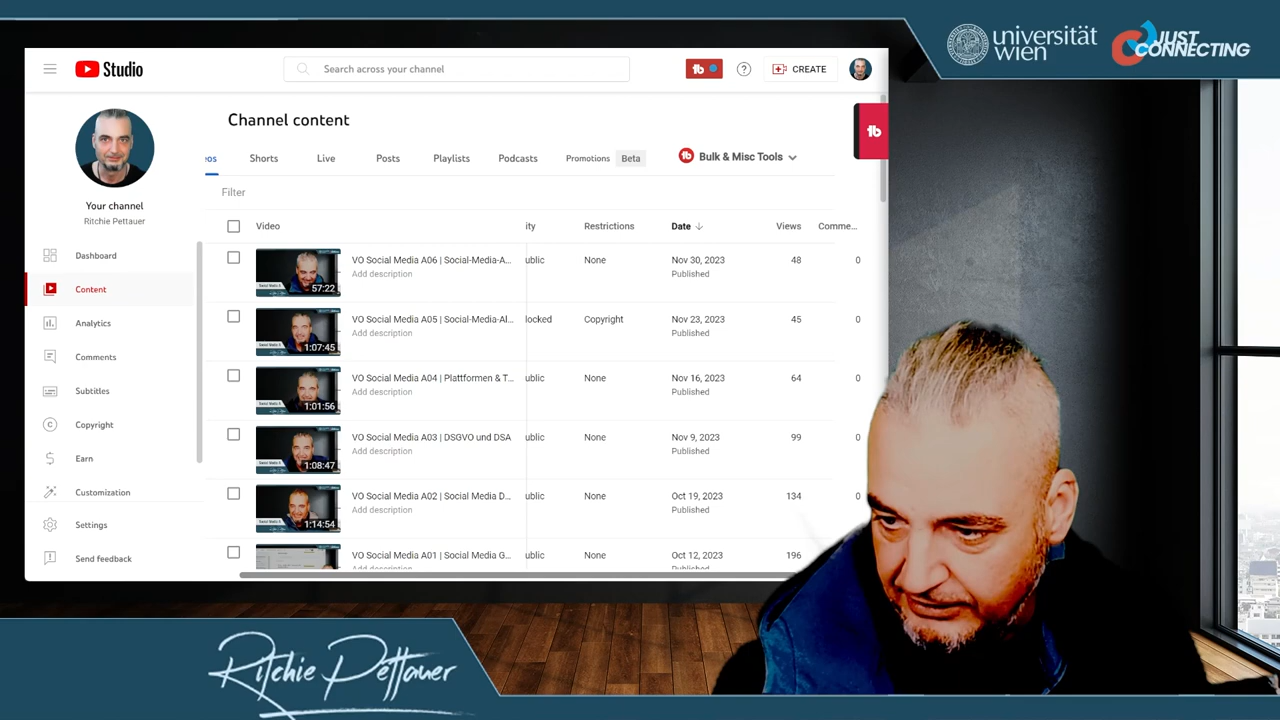 universität
wien
JUST
CONNECTING
Studio
Search across your channel
CREATE
Your channel
Ritchie Pettauer
Dashboard
Content
Analytics
Comments
Subtitles
Copyright
Earn
Customization
Settings
Send feedback
Channel content
eos Shorts Live Posts Playlists Podcasts Promotions Beta
Bulk & Misc Tools
Filter
Video ity Restrictions Date Views Comme...
57:22
VO Social Media A06 | Social-Media-A... ublic None Nov 30, 2023 48 0
Add description Published
1:07:45
VO Social Media A05 | Social-Media-Al... locked Copyright Nov 23, 2023 45 0
Add description Published
1:01:56
VO Social Media A04 | Plattformen & T... ublic None Nov 16, 2023 64 0
Add description Published
1:08:47
VO Social Media A03 | DSGVO und DSA ublic None Nov 9, 2023 99 0
Add description Published
1:14:54
VO Social Media A02 | Social Media D... ublic None Oct 19, 2023 134 0
Add description Published
VO Social Media A01 | Social Media G... ublic None Oct 12, 2023 196
Published
Ritchie Pettauer